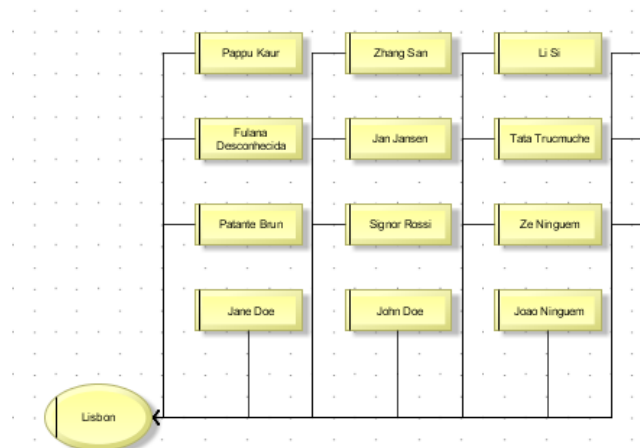 Pappu Kaur
Zhang San
Li Si
Fulana
Desconhecida
Jan Jansen
Tata Trucmuche
Patante Brun
Signor Rossi
Ze Ninguem
Jane Doe
John Doe
Joao Ninguem
Lisbon